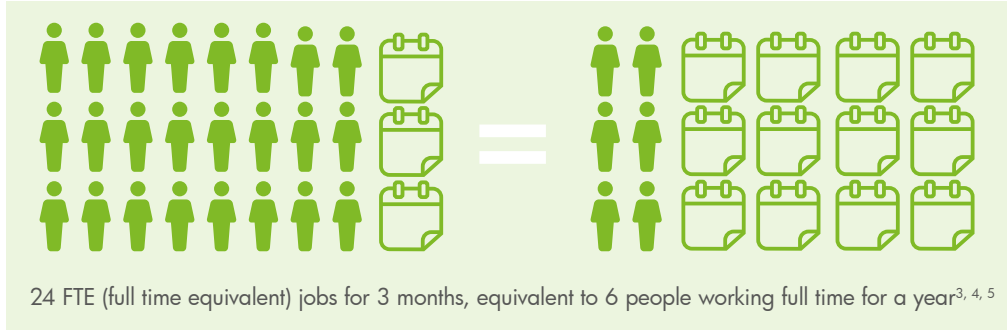 24 FTE (full time equivalent) jobs for 3 months, equivalent to 6 people working full time for a year3, 4, 5